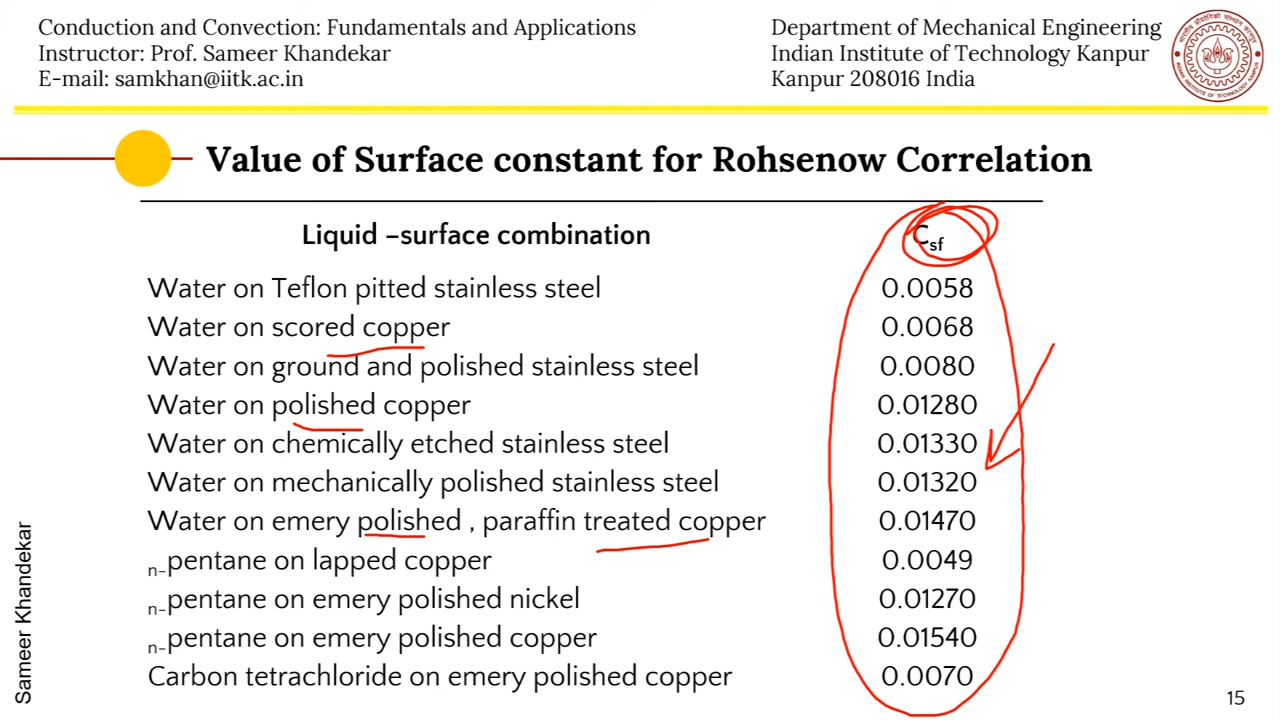 Conduction and Convection: Fundamentals and Applications
Instructor: Prof. Sameer Khandekar
E-mail: samkhan@iitk.ac.in
Department of Mechanical Engineering
Indian Institute of Technology Kanpur
Kanpur 208016 India
Value of Surface constant for Rohsenow Correlation
Liquid –surface combination Csf
Water on Teflon pitted stainless steel 0.0058
Water on scored copper 0.0068
Water on ground and polished stainless steel 0.0080
Water on polished copper 0.01280
Water on chemically etched stainless steel 0.01330
Water on mechanically polished stainless steel 0.01320
Water on emery polished , paraffin treated copper 0.01470
n-pentane on lapped copper 0.0049
n-pentane on emery polished nickel 0.01270
n-pentane on emery polished copper 0.01540
Carbon tetrachloride on emery polished copper 0.0070
Sameer Khandekar
15